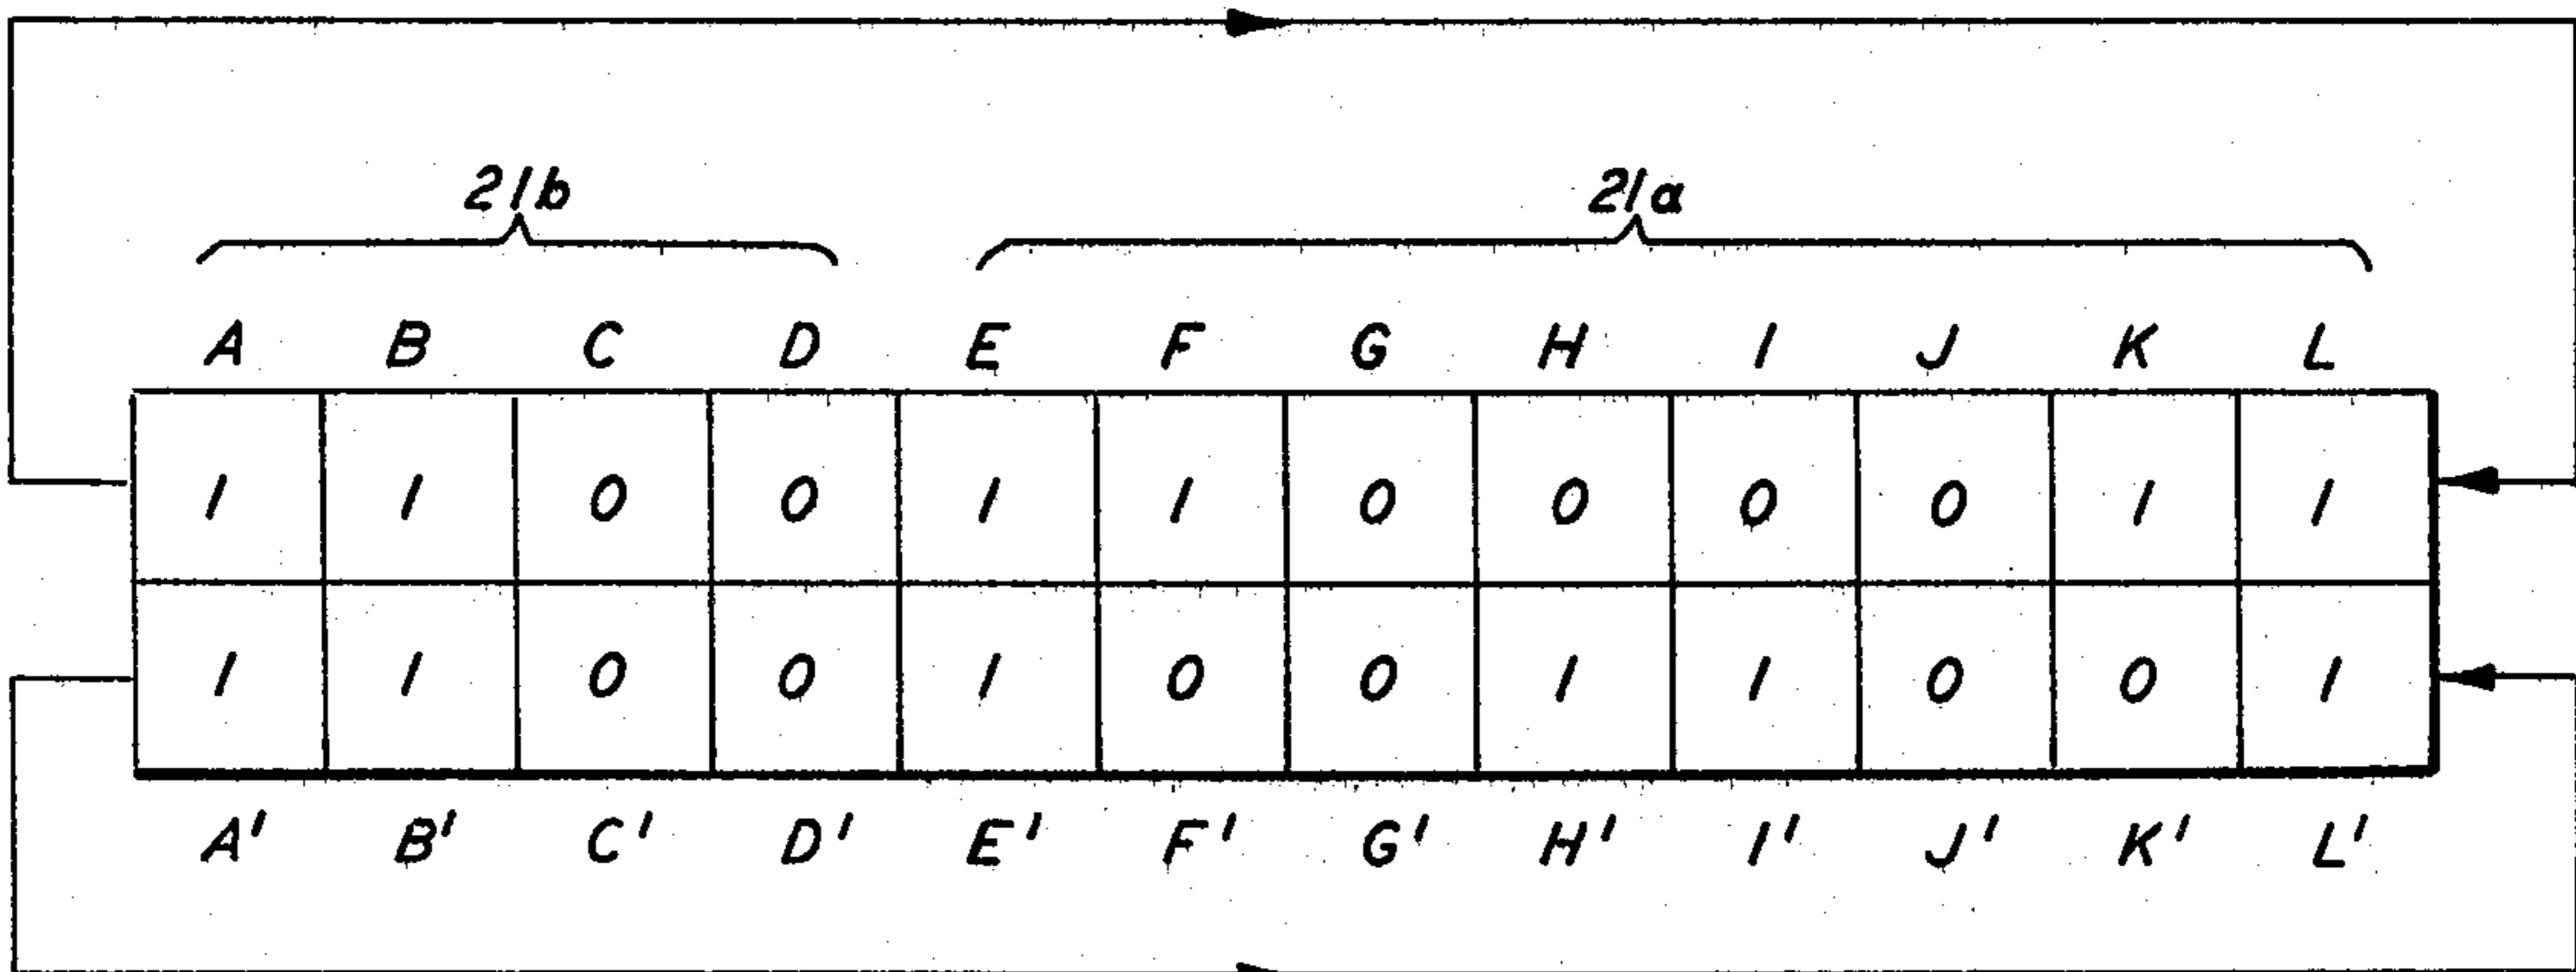 21b 21a
A B C D E F G H I J K L
1 1 0 0 1 1 0 0 0 0 1 1
1 1 0 0 1 0 0 1 1 0 0 1
A' B' C' D' E' F' G' H' I' J' K' L'